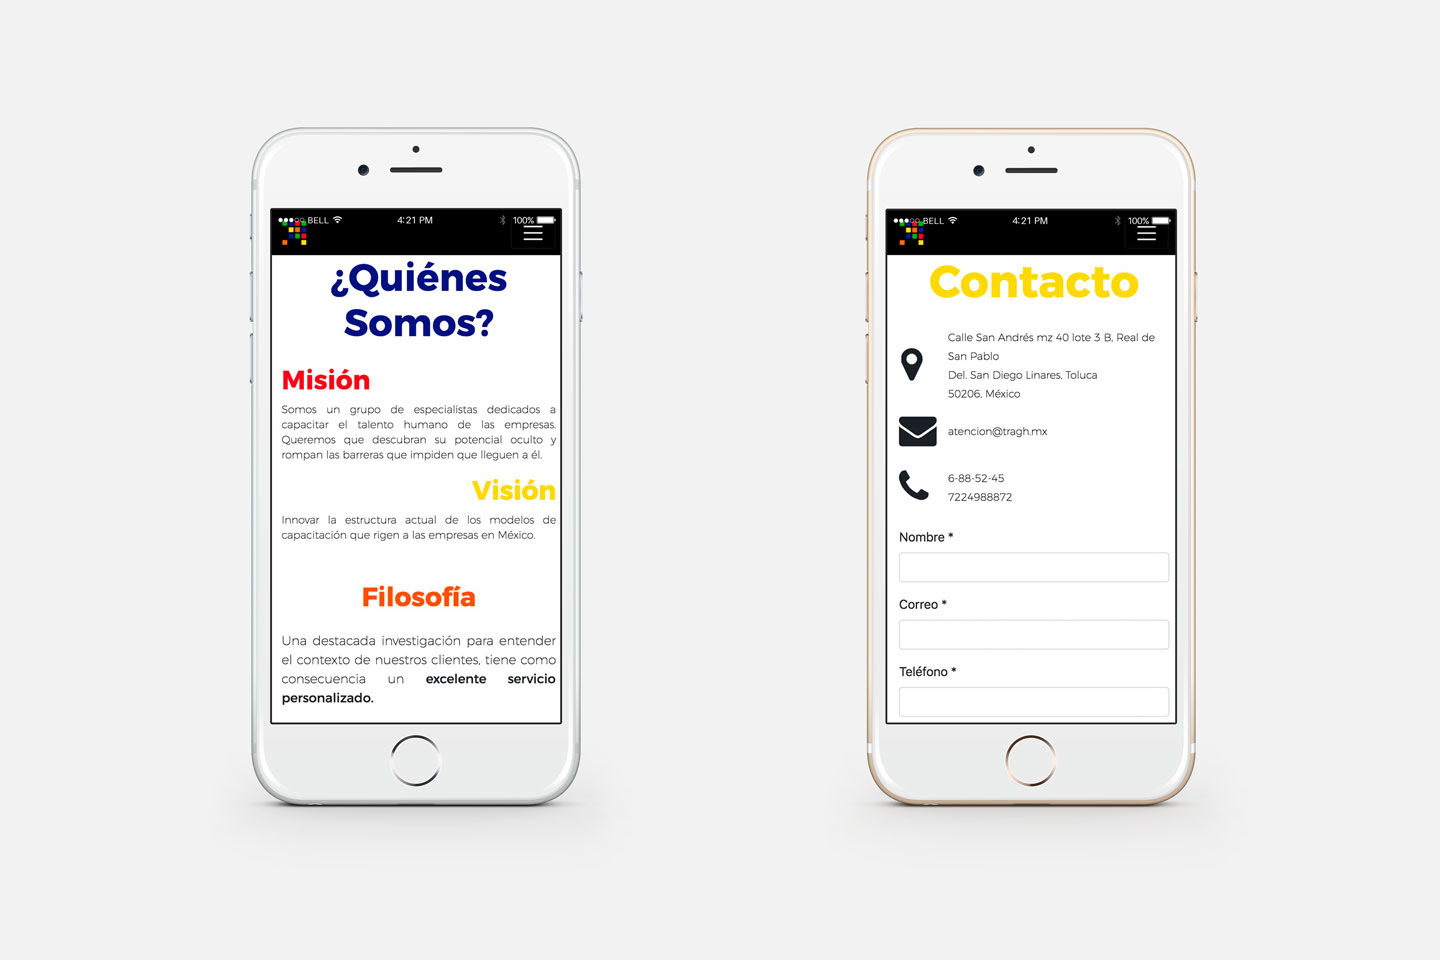 BELL 4:21 PM 100%
¿Quiénes
Somos?
Misión
Somos un grupo de especialistas dedicados a
capacitar el talento humano de las empresas.
Queremos que descubran su potencial oculto y
rompan las barreras que impiden que lleguen a él.
Visión
Innovar la estructura actual de los modelos de
capacitación que rigen a las empresas en México.
Filosofía
Una destacada investigación para entender
el contexto de nuestros clientes, tiene como
consecuencia un excelente servicio
personalizado.
BELL 4:21 PM 100%
Contacto
Calle San Andrés mz 40 lote 3 B, Real de
San Pablo
Del. San Diego Linares, Toluca
50206, México
atencion@tragh.mx
6-88-52-45
7224988872
Nombre *
Correo *
Teléfono *